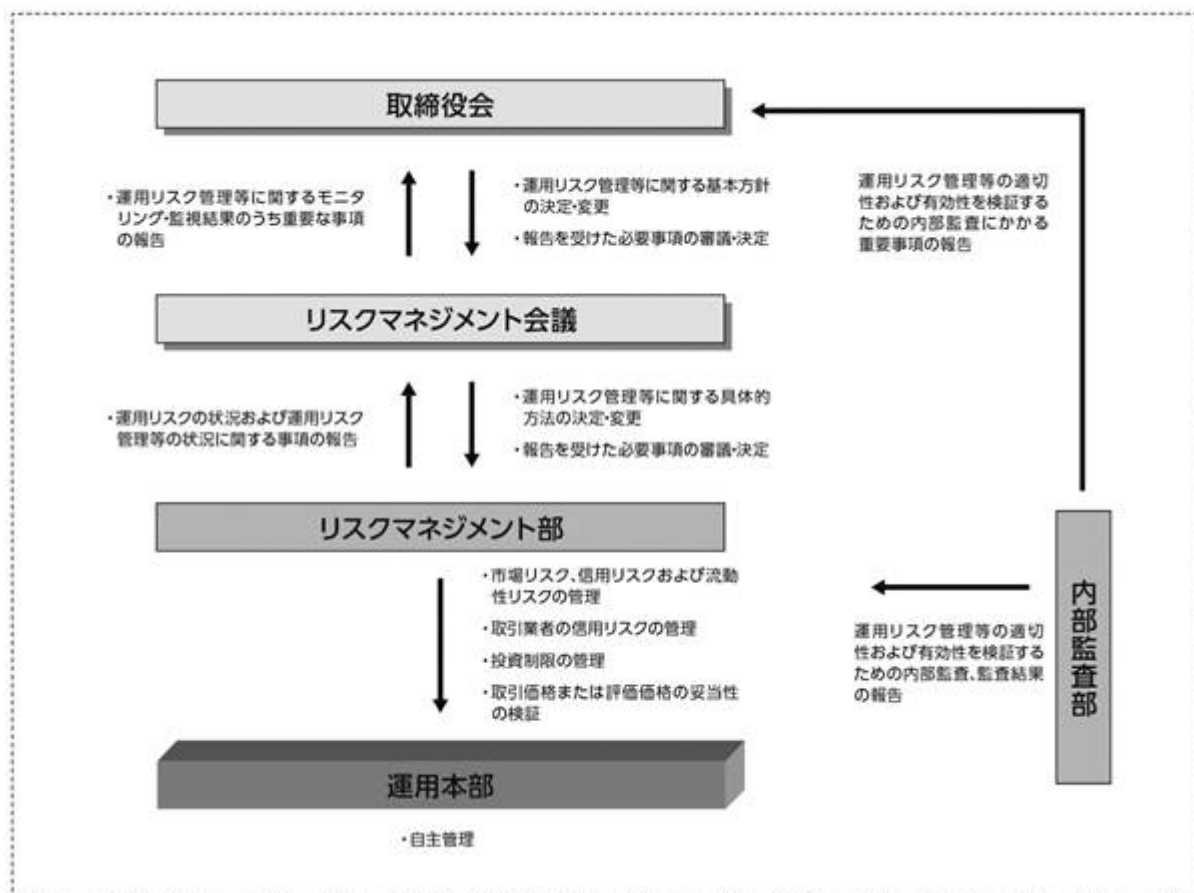 取締役会
・運用リスク管理等に関するモニタ
リング・監視結果のうち重要な事項
の報告
・運用リスク管理等に関する基本方針
の決定・変更
・報告を受けた必要事項の審議・決定
運用リスク管理等の適切
性および有効性を検証する
ための内部監査にかかる
重要事項の報告
リスクマネジメント会議
・運用リスクの状況および運用リスク
管理等の状況に関する事項の報告
・運用リスク管理等に関する具体的
方法の決定・変更
・報告を受けた必要事項の審議・決定
リスクマネジメント部
・市場リスク、信用リスクおよび流動
性リスクの管理
・取引業者の信用リスクの管理
・投資制限の管理
・取引価格または評価価格の妥当性
の検証
運用リスク管理等の適切
性および有効性を検証する
ための内部監査、監査結果
の報告
内部監査部
運用本部
・自主管理